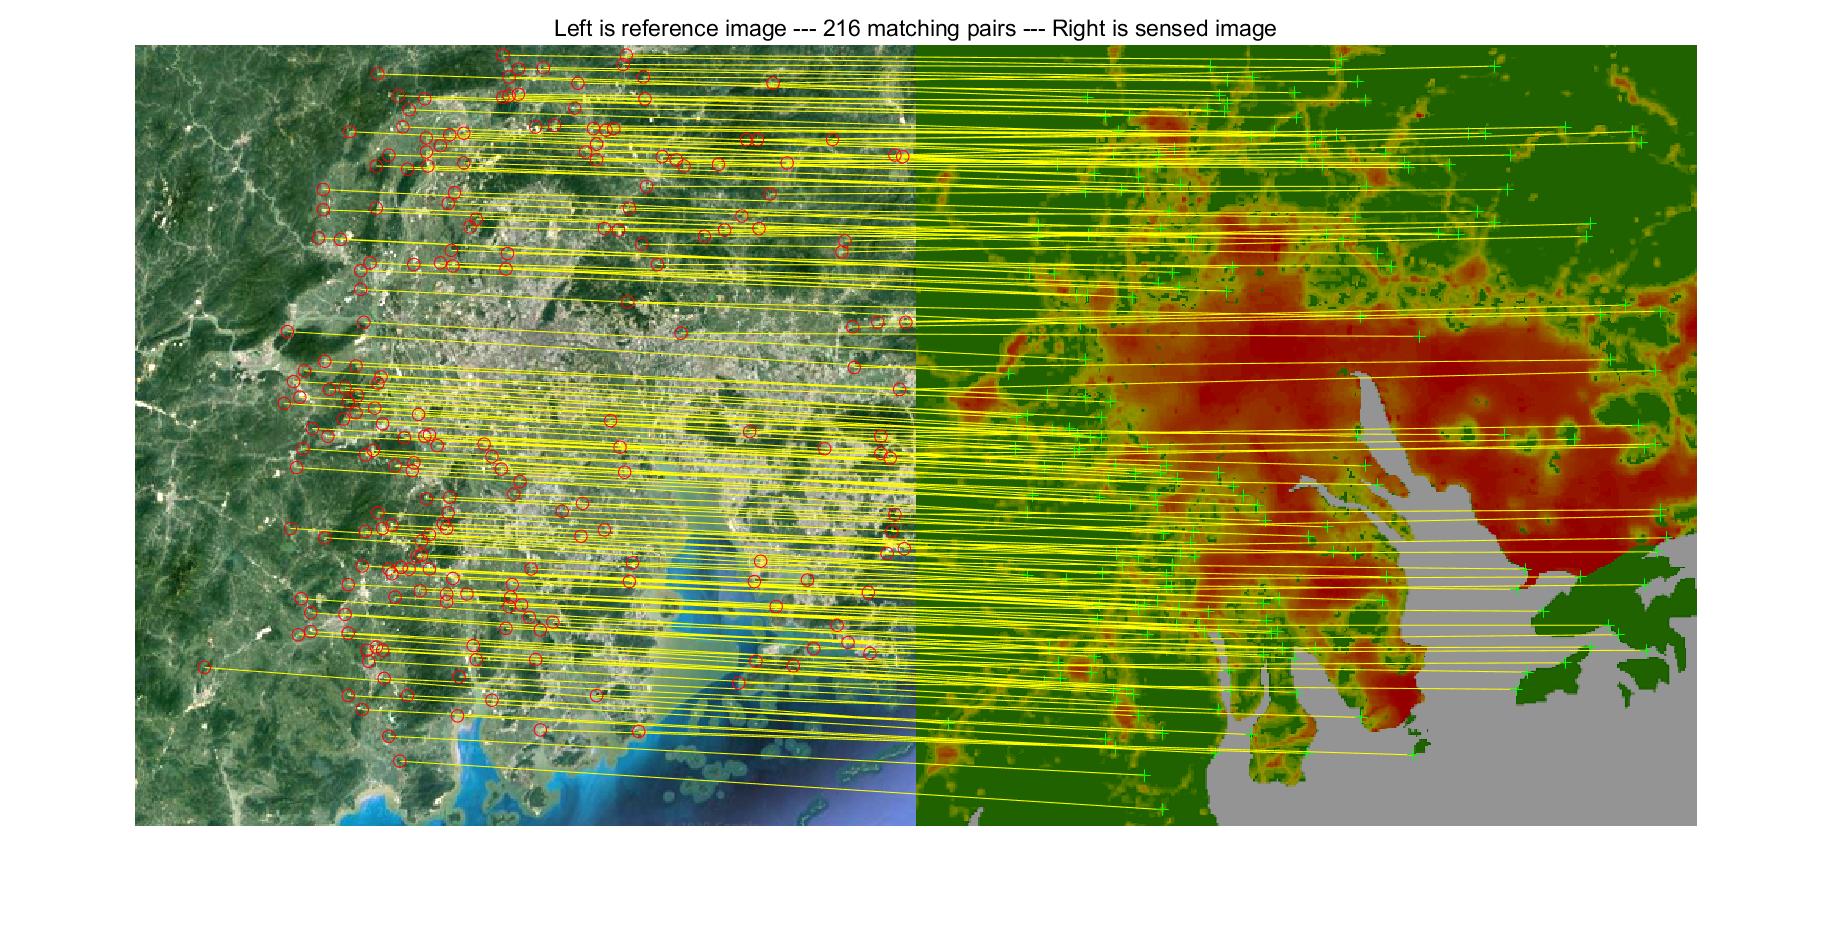 Left is reference image --- 216 matching pairs --- Right is sensed image